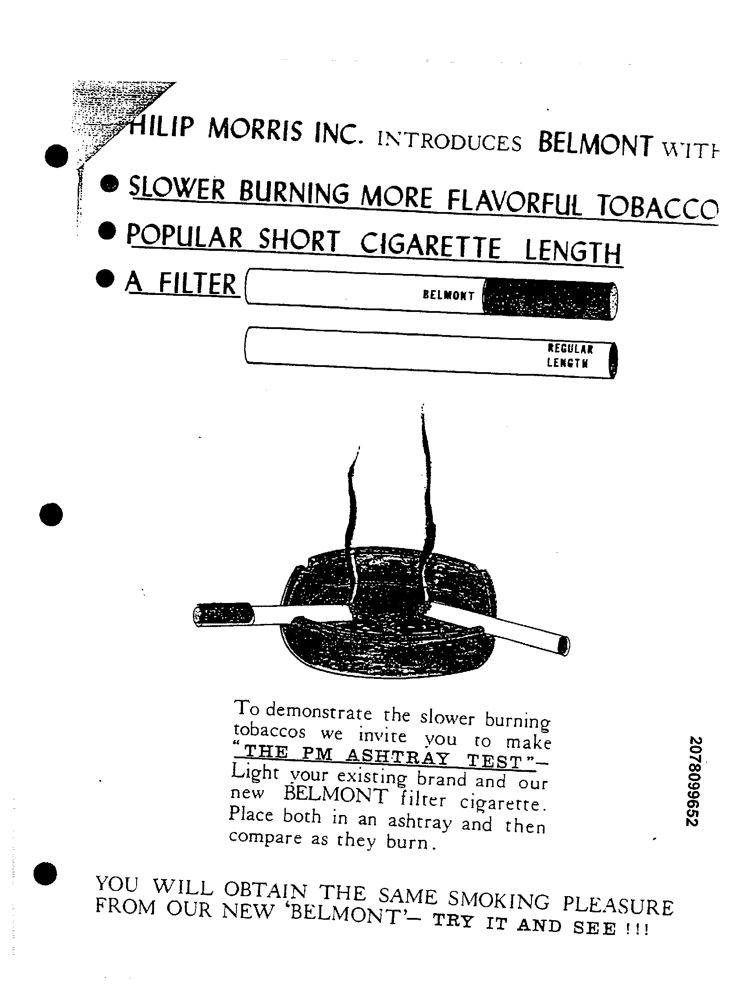 HILIP MORRIS INC. INTRODUCES BELMONT WITH
• SLOWER BURNING MORE FLAVORFUL TOBACCO
• POPULAR SHORT CIGARETTE LENGTH
• A FILTER
BELMONT
REGULAR
LENGTH
To demonstrate the slower burning
tobaccos we invite you to make
"THE PM ASHTRAY TEST"—
Light your existing brand and our
new BELMONT filter cigarette.
Place both in an ashtray and then
compare as they burn.
2078099652
YOU WILL OBTAIN THE SAME SMOKING PLEASURE
FROM OUR NEW 'BELMONT'— TRY IT AND SEE !!!